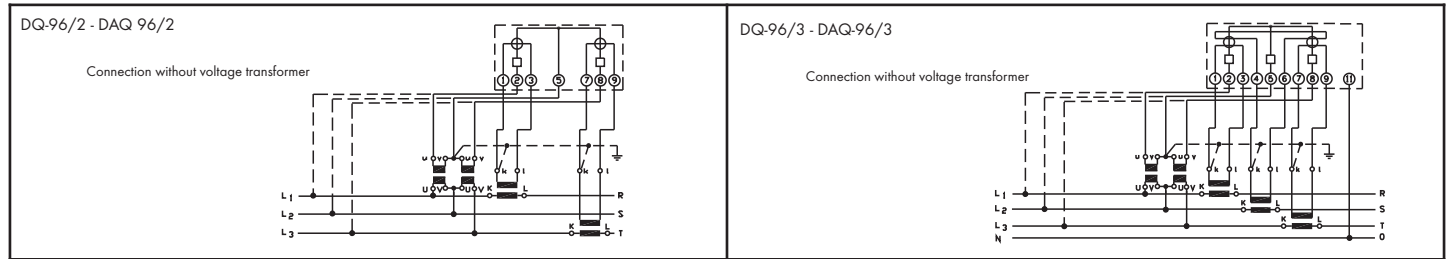 DQ-96/2 - DAQ 96/2
Connection without voltage transformer
1 2 3 5 7 8 9
u v u v
k l k l
U V U V
L1 K L R
L2 S
L3 K L T
DQ-96/3 - DAQ-96/3
Connection without voltage transformer
1 2 3 4 5 6 7 8 9 11
u v u v
k l k l k l
U V U V
L1 K L R
L2 K L S
L3 K L T
N O